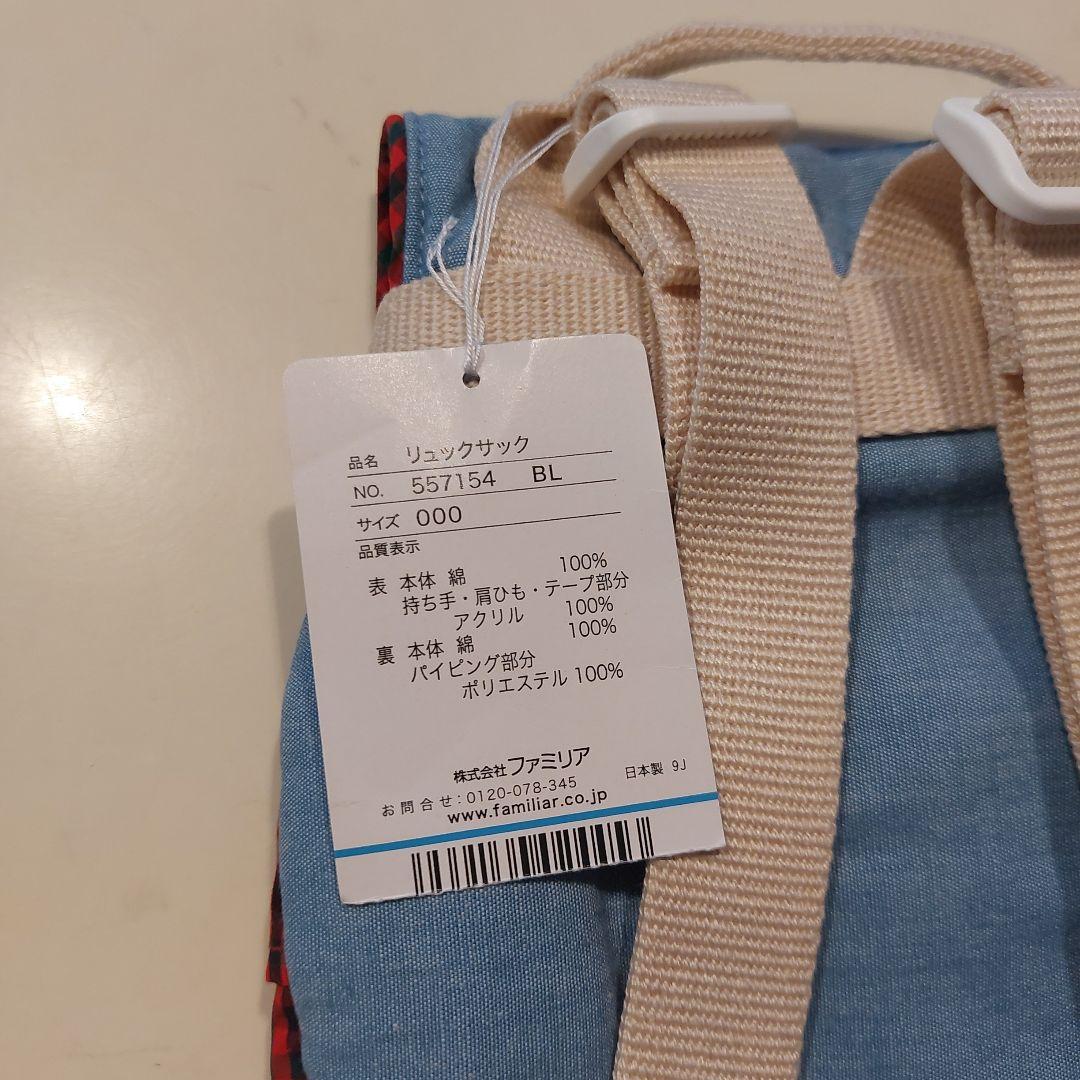 品名 リュックサック
NO. 557154 BL
サイズ 000
品質表示
表 本体 綿 100%
持ち手・肩ひも・テープ部分
アクリル 100%
裏 本体 綿 100%
パイピング部分
ポリエステル 100%
株式会社ファミリア
お問合せ:0120-078-345 日本製 9J
www.familiar.co.jp